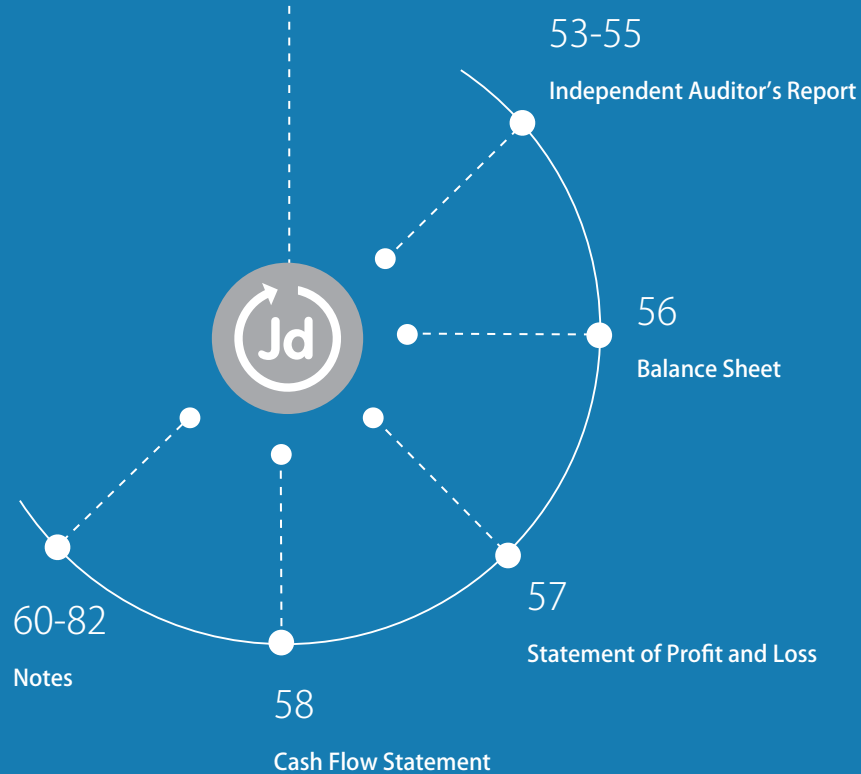 53-55
Independent Auditor’s Report
Jd
56
Balance Sheet
57
Statement of Profit and Loss
60-82
Notes
58
Cash Flow Statement